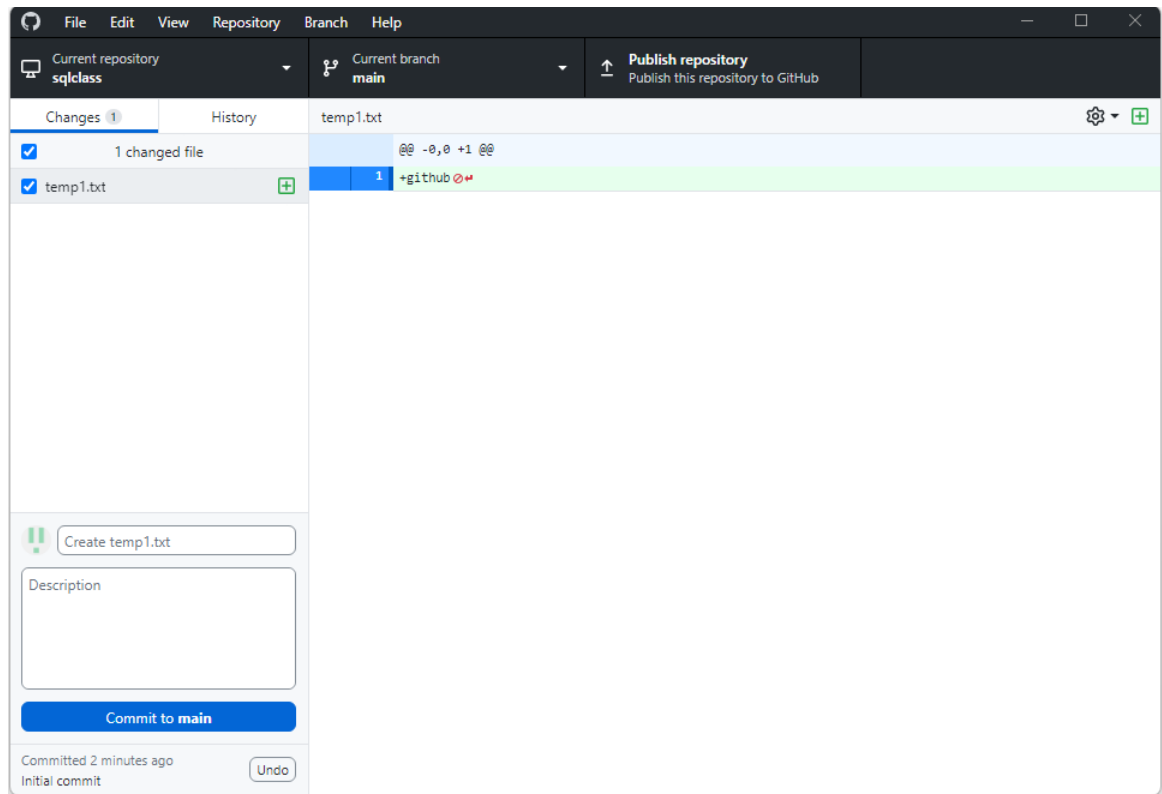 File Edit View Repository Branch Help
Current repository
sqlclass
Current branch
main
Publish repository
Publish this repository to GitHub
Changes 1 History
1 changed file
temp1.txt
temp1.txt
@@ -0,0 +1 @@
1 +github
Create temp1.txt
Description
Commit to main
Committed 2 minutes ago
Initial commit
Undo